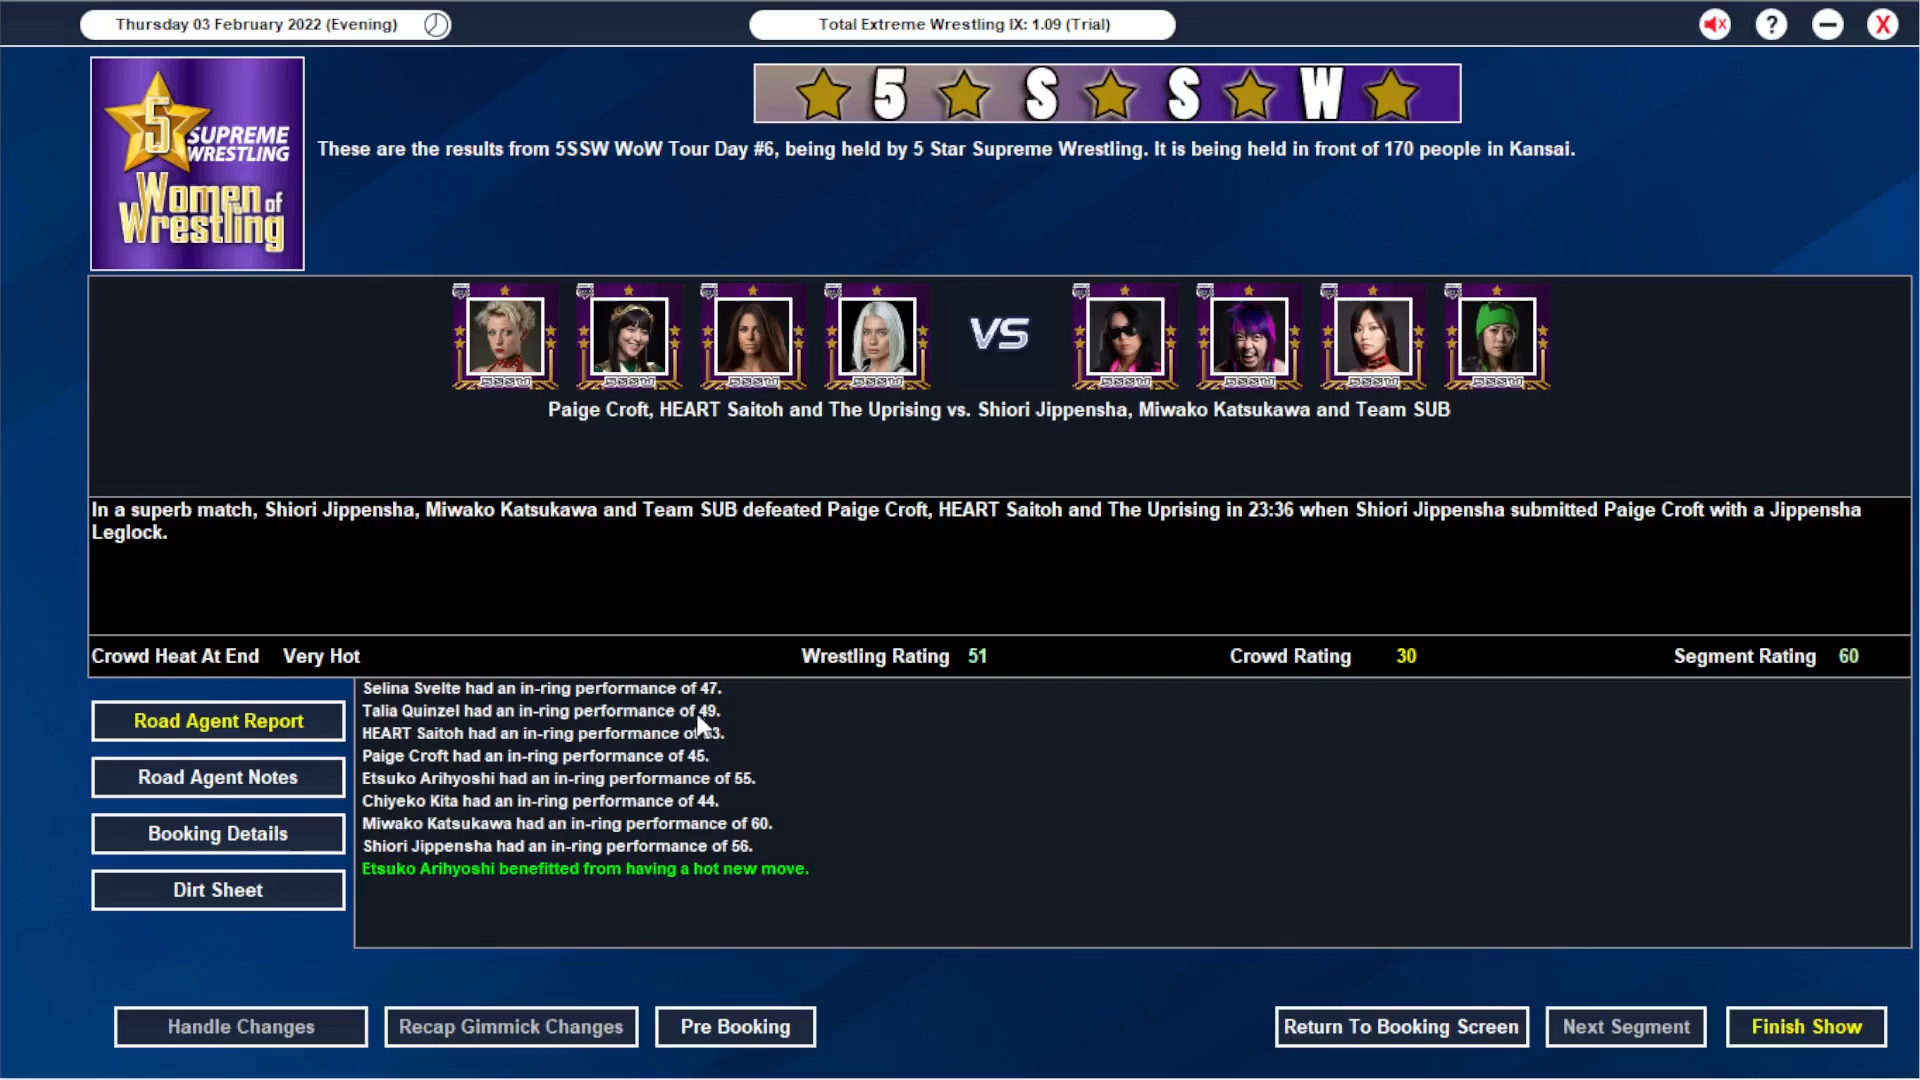 Thursday 03 February 2022 (Evening)
Total Extreme Wrestling IX: 1.09 (Trial)
?
X
5 S S W
5 SUPREME
WRESTLING
Women of
Wrestling
These are the results from 5SSW WoW Tour Day #6, being held by 5 Star Supreme Wrestling. It is being held in front of 170 people in Kansai.
VS
Paige Croft, HEART Saitoh and The Uprising vs. Shiori Jippensha, Miwako Katsukawa and Team SUB
In a superb match, Shiori Jippensha, Miwako Katsukawa and Team SUB defeated Paige Croft, HEART Saitoh and The Uprising in 23:36 when Shiori Jippensha submitted Paige Croft with a Jippensha
Leglock.
Crowd Heat At End Very Hot Wrestling Rating 51 Crowd Rating 30 Segment Rating 60
Road Agent Report
Road Agent Notes
Booking Details
Dirt Sheet
Selina Svelte had an in-ring performance of 47.
Talia Quinzel had an in-ring performance of 49.
HEART Saitoh had an in-ring performance of
Paige Croft had an in-ring performance of 45.
Etsuko Arihyoshi had an in-ring performance of 55.
Chiyeko Kita had an in-ring performance of 44.
Miwako Katsukawa had an in-ring performance of 60.
Shiori Jippensha had an in-ring performance of 56.
Etsuko Arihyoshi benefitted from having a hot new move.
Handle Changes
Recap Gimmick Changes
Pre Booking
Return To Booking Screen
Next Segment
Finish Show